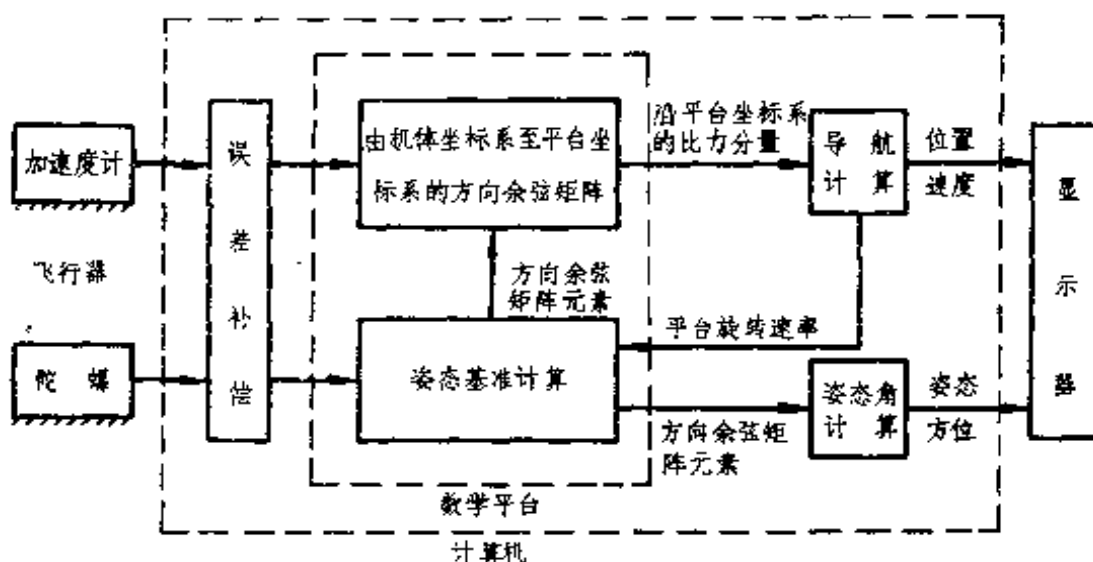 加速度计
飞行器
陀螺
误
差
补
偿
由机体坐标系至平台坐
标系的方向余弦矩阵
方向余弦
矩阵元素
姿态基准计算
数学平台
计算机
沿平台坐标系
的比力分量
平台旋转速率
方向余弦矩
阵元素
导航
计算
姿态角
计算
位置
速度
姿态
方位
显
示
器